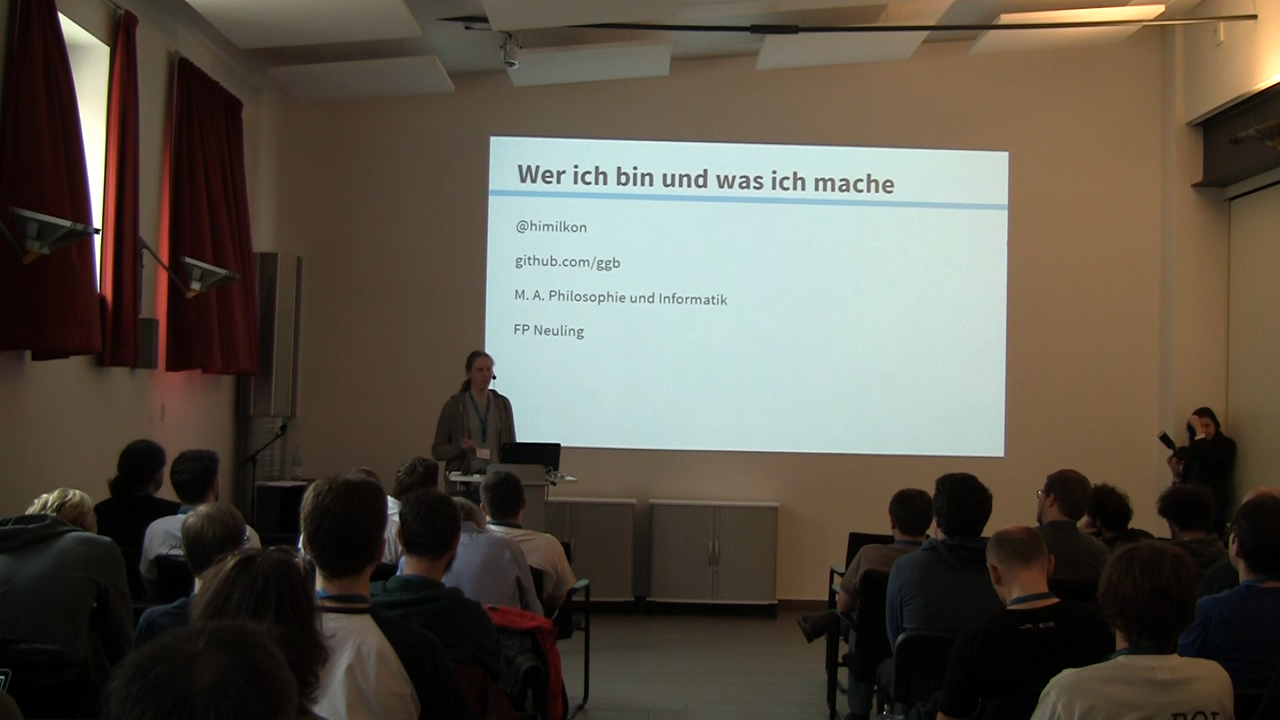 Wer ich bin und was ich mache
@himilkon
github.com/ggb
M. A. Philosophie und Informatik
FP Neuling